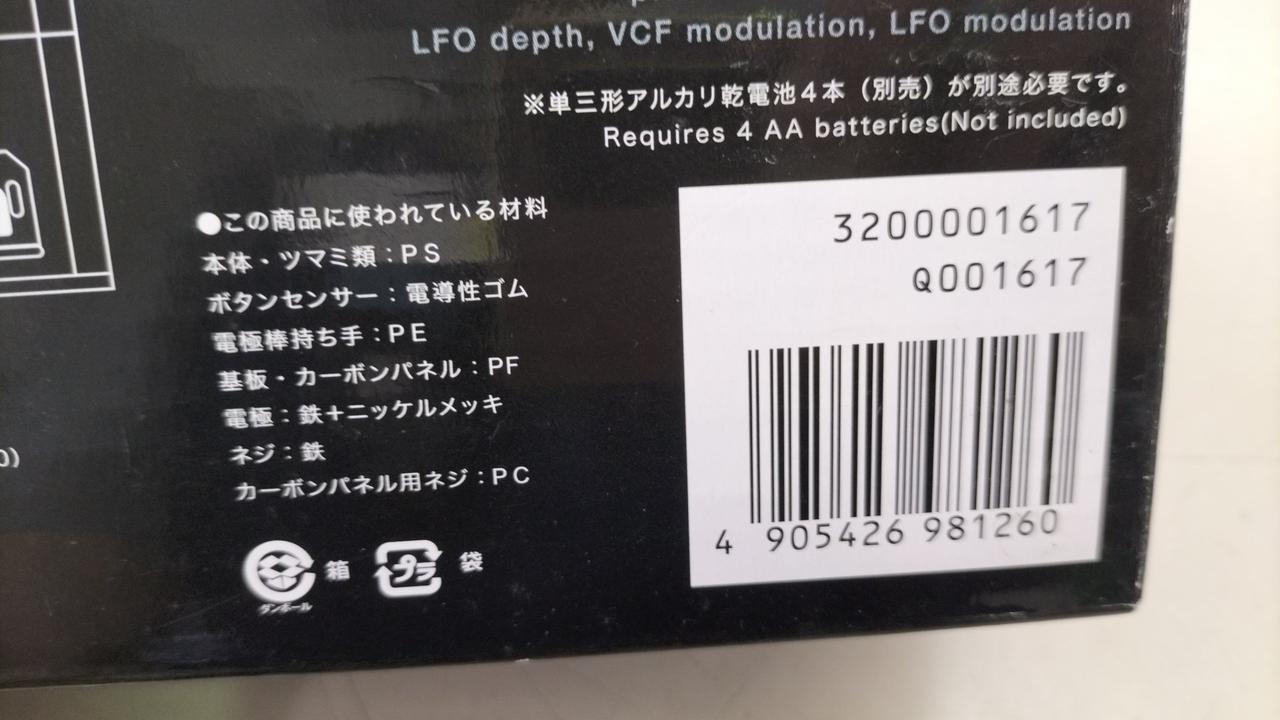 LFO depth, VCF modulation, LFO modulation
※単三形アルカリ乾電池４本（別売）が別途必要です。
Requires 4 AA batteries(Not included)
●この商品に使われている材料
本体・ツマミ類：ＰＳ
ボタンセンサー：電導性ゴム
電極棒持ち手：ＰＥ
基板・カーボンパネル：PF
電極：鉄＋ニッケルメッキ
ネジ：鉄
カーボンパネル用ネジ：ＰＣ
0)
ダンボール 箱 プラ 袋
3200001617
Q001617
4 905426 981260